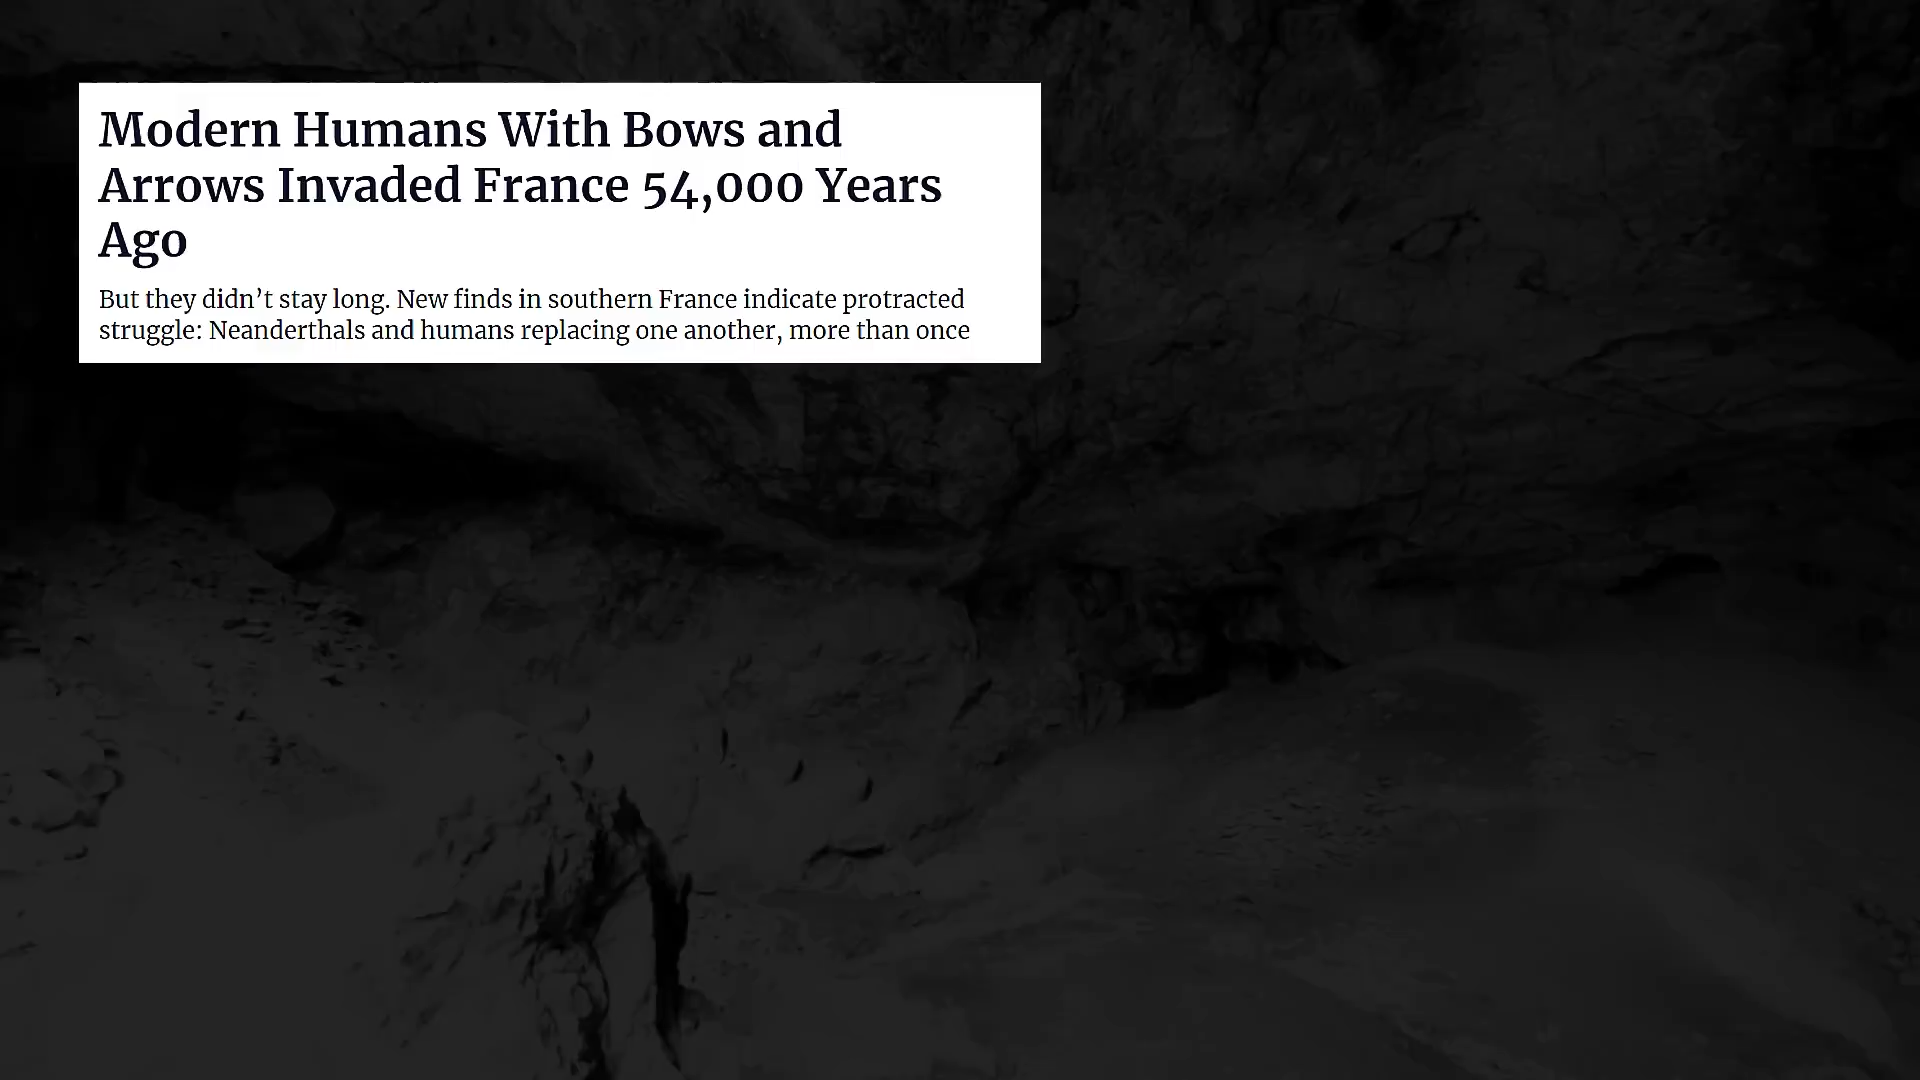 Modern Humans With Bows and
Arrows Invaded France 54,000 Years
Ago
But they didn’t stay long. New finds in southern France indicate protracted
struggle: Neanderthals and humans replacing one another, more than once